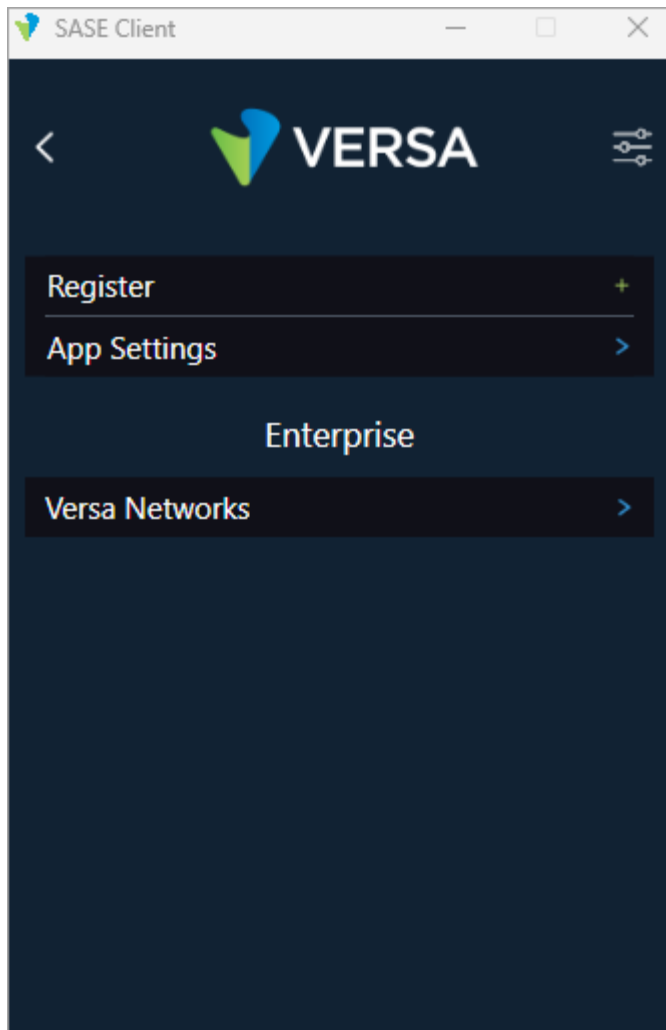 SASE Client
VERSA
Register
App Settings
Enterprise
Versa Networks